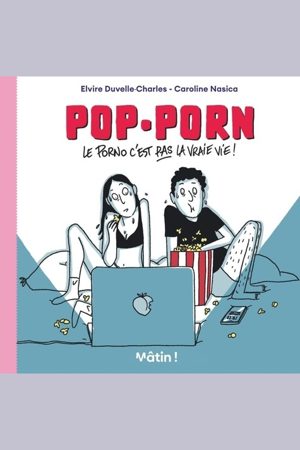 Elvire Duvelle-Charles - Caroline Nasica
POP•PORN
LE PORNO C'EST PAS LA VRAIE VIE !
Mâtin !